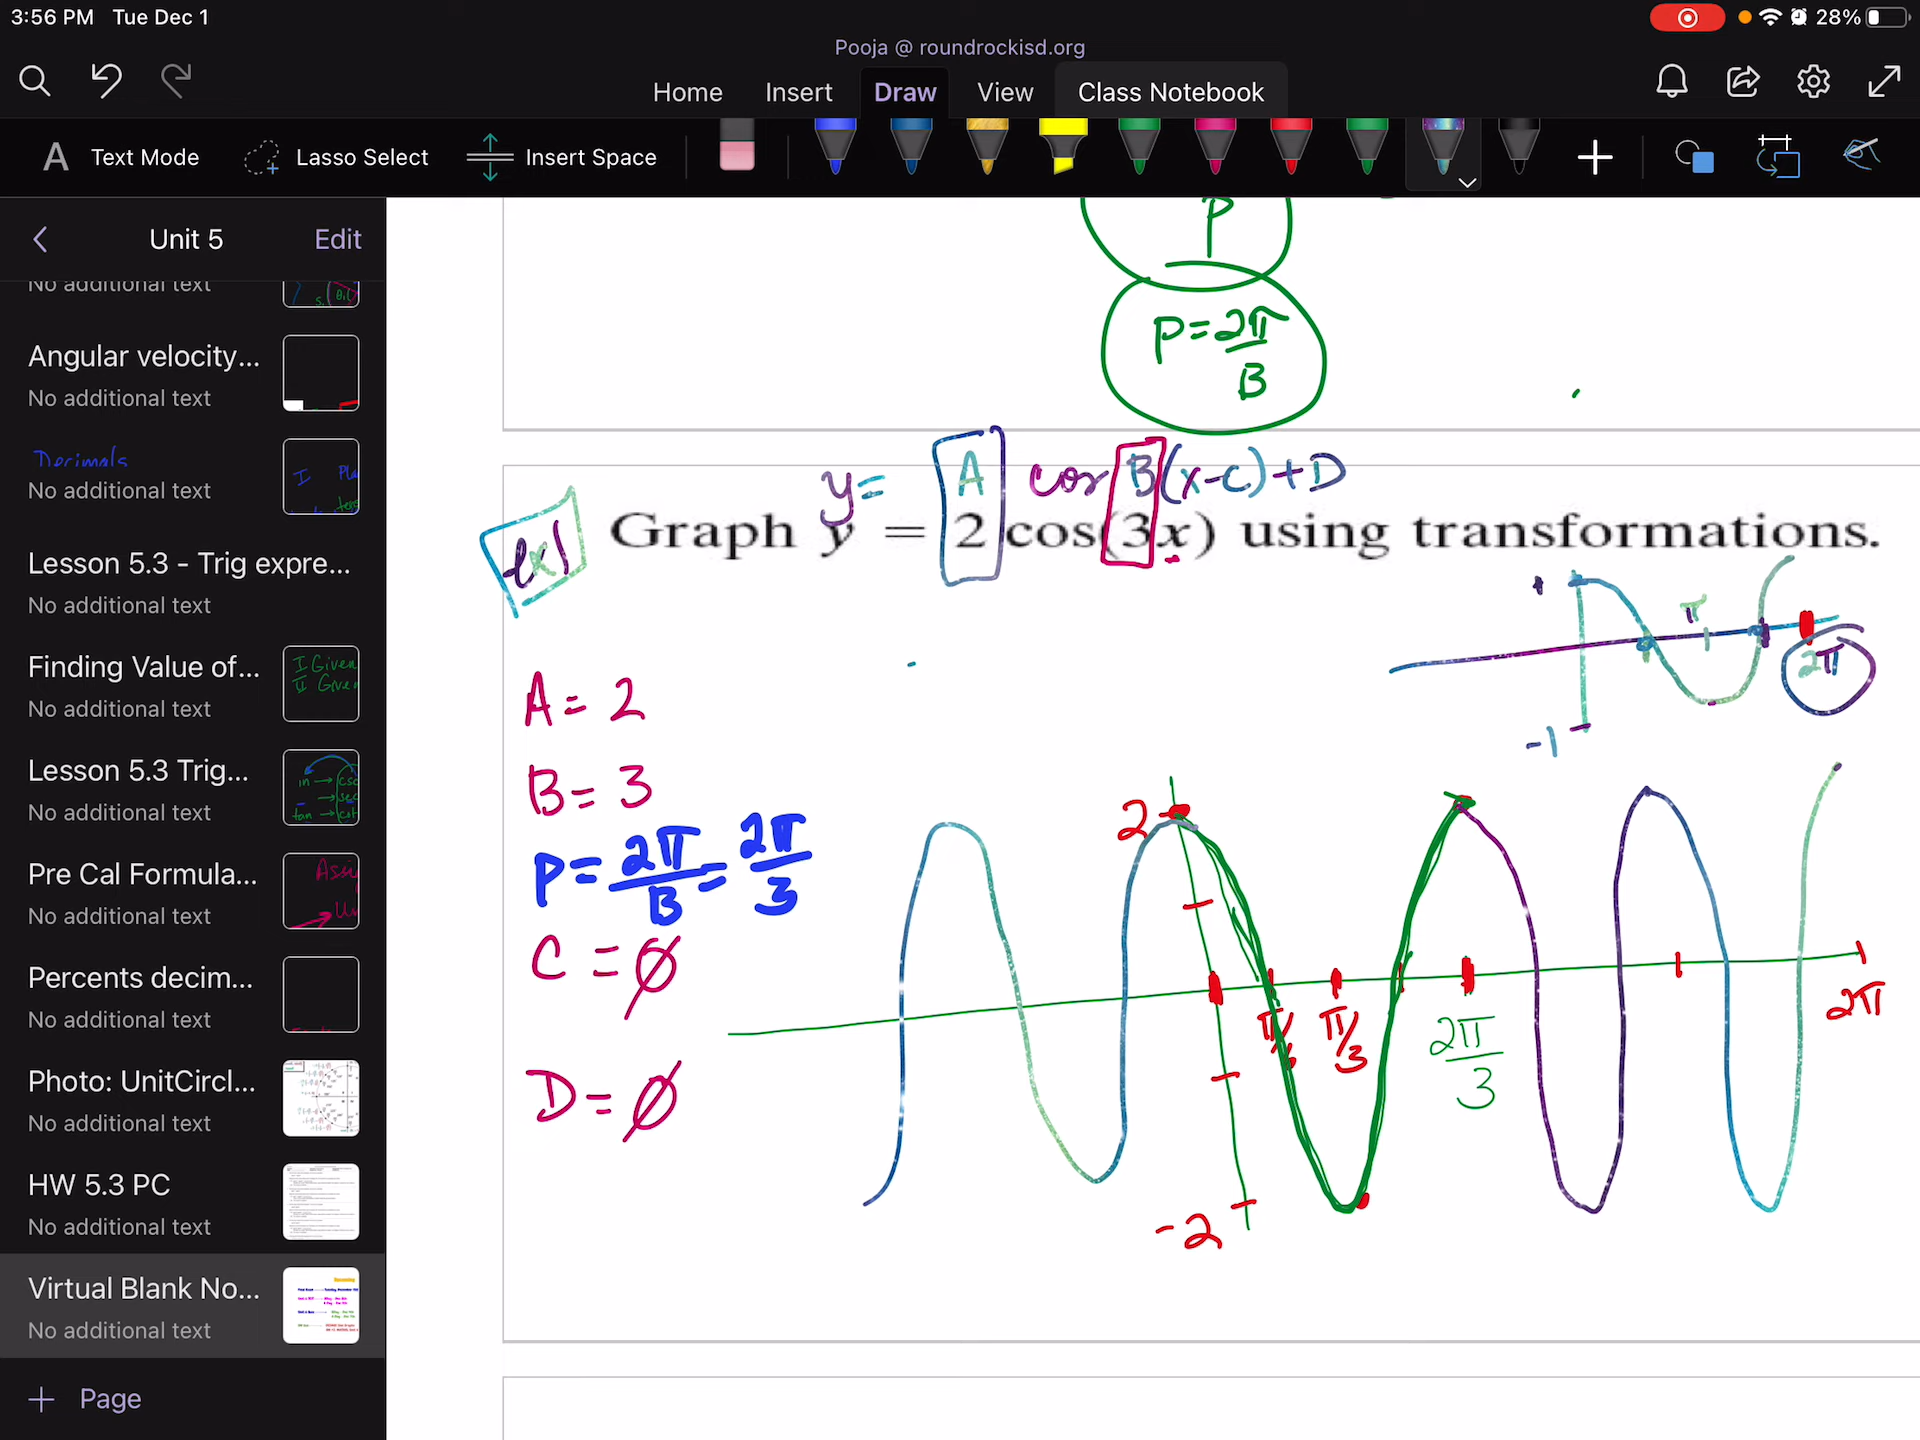 3:56 PM Tue Dec 1
28%
Pooja @ roundrockisd.org
Home Insert Draw View Class Notebook
Text Mode Lasso Select Insert Space
Unit 5 Edit
No additional text
Angular velocity...
No additional text
Decimals
No additional text
Lesson 5.3 - Trig expre...
No additional text
Finding Value of...
No additional text
Lesson 5.3 Trig...
No additional text
Pre Cal Formula...
No additional text
Percents decim...
No additional text
Photo: UnitCircl...
No additional text
HW 5.3 PC
No additional text
Virtual Blank No...
No additional text
+ Page
P
P = 2π/B
y = A cos B(x-c)+D
ex1 Graph y = 2 cos(3x) using transformations.
π
2π
-1
A = 2
B = 3
P = 2π/B = 2π/3
C = ∅
D = ∅
2
π/3
2π/3
2π
-2